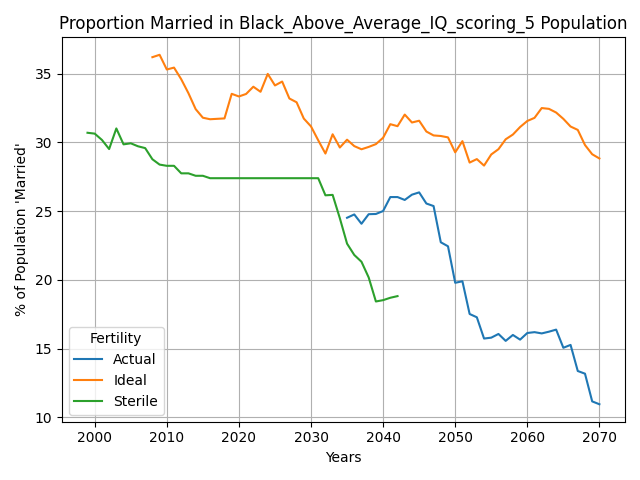 Proportion Married in Black_Above_Average_IQ_scoring_5 Population
% of Population 'Married'
35
30
25
20
15
10
Fertility
Actual
Ideal
Sterile
2000 2010 2020 2030 2040 2050 2060 2070
Years